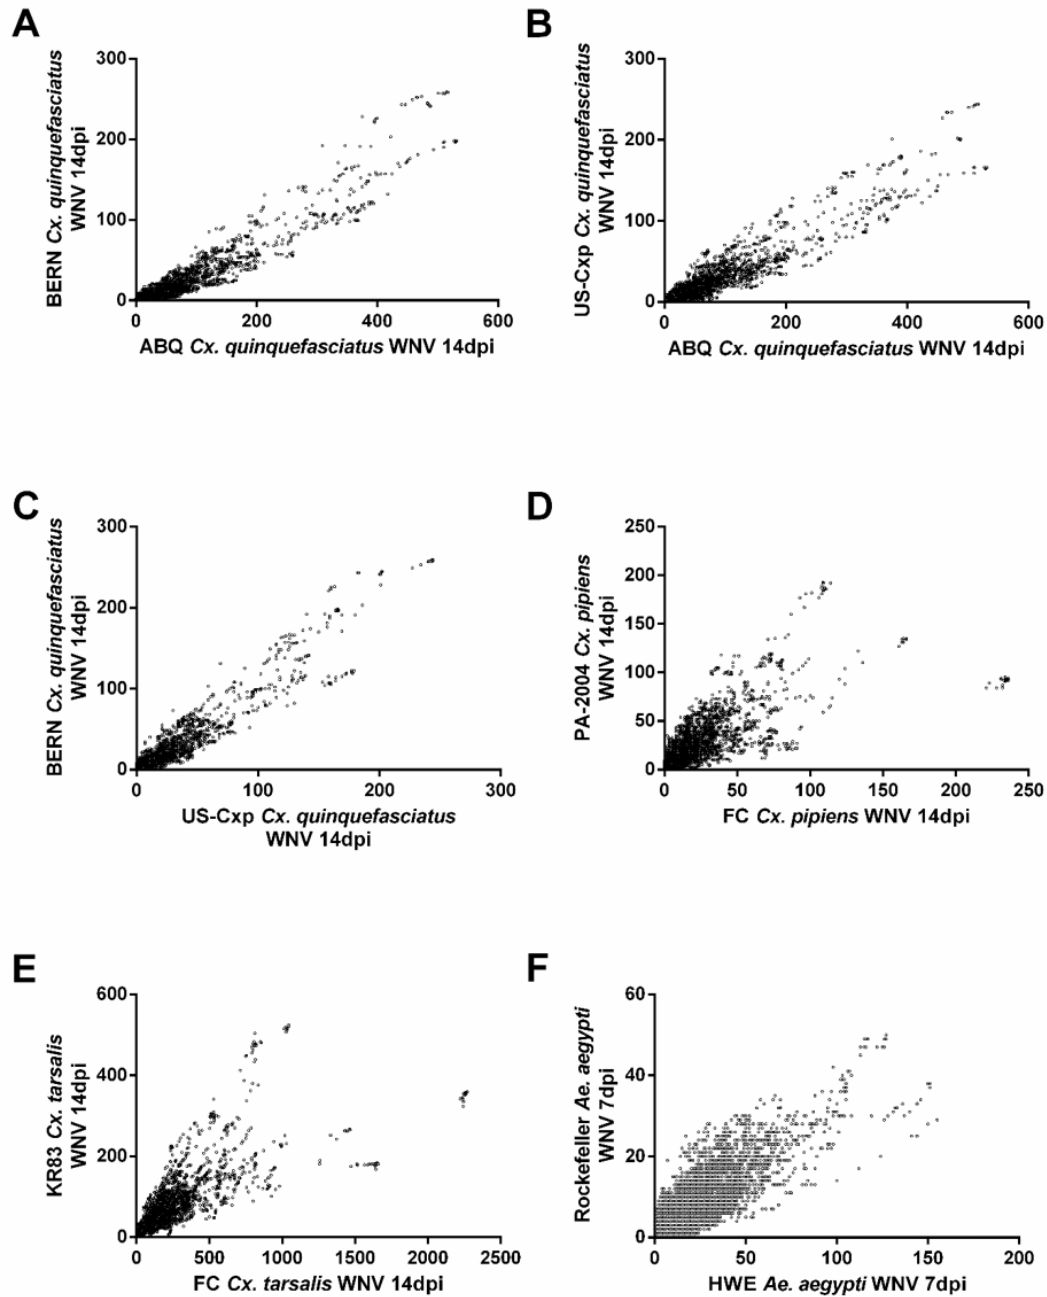 A
BERN Cx. quinquefasciatus
WNV 14dpi
300
200
100
0
0 200 400 600
ABQ Cx. quinquefasciatus WNV 14dpi
B
US-Cxp Cx. quinquefasciatus
WNV 14dpi
300
200
100
0
0 200 400 600
ABQ Cx. quinquefasciatus WNV 14dpi
C
BERN Cx. quinquefasciatus
WNV 14dpi
300
200
100
0
0 100 200 300
US-Cxp Cx. quinquefasciatus
WNV 14dpi
D
PA-2004 Cx. pipiens
WNV 14dpi
250
200
150
100
50
0
0 50 100 150 200 250
FC Cx. pipiens WNV 14dpi
E
KR83 Cx. tarsalis
WNV 14dpi
600
400
200
0
0 500 1000 1500 2000 2500
FC Cx. tarsalis WNV 14dpi
F
Rockefeller Ae. aegypti
WNV 7dpi
60
40
20
0
0 50 100 150 200
HWE Ae. aegypti WNV 7dpi